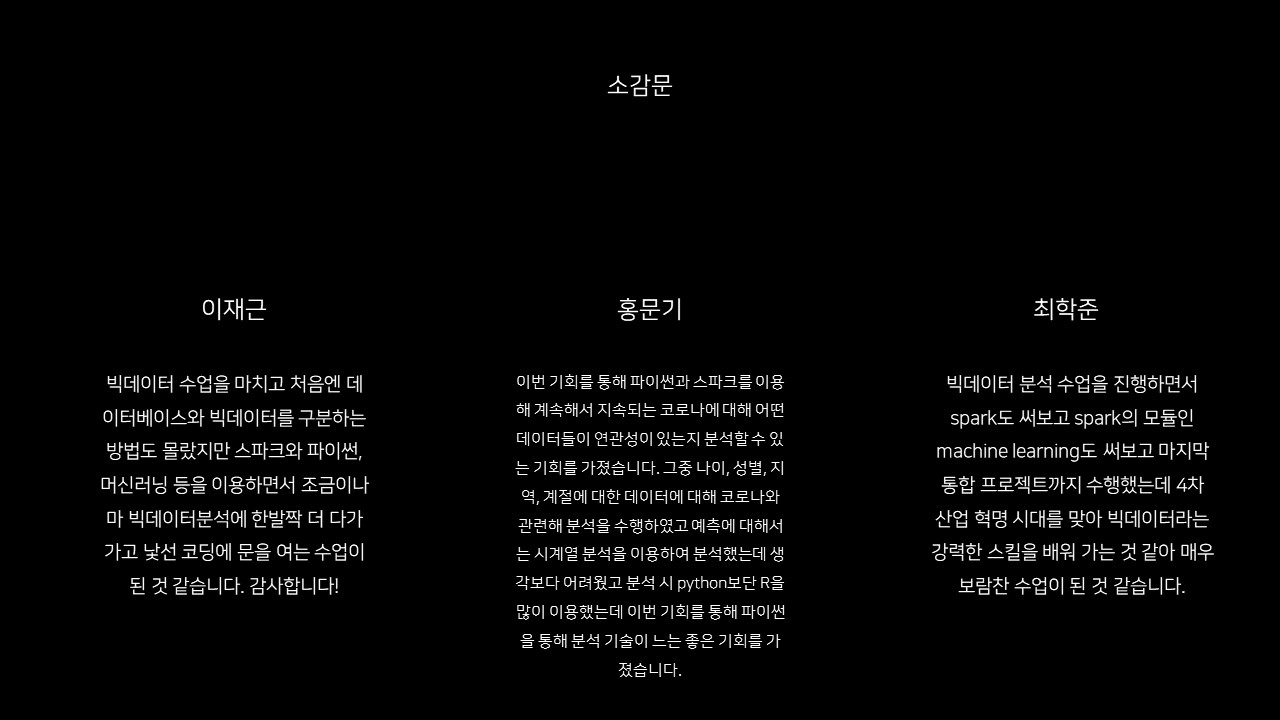 소감문
이재근
빅데이터 수업을 마치고 처음엔 데
이터베이스와 빅데이터를 구분하는
방법도 몰랐지만 스파크와 파이썬,
머신러닝 등을 이용하면서 조금이나
마 빅데이터분석에 한발짝 더 다가
가고 낯선 코딩에 문을 여는 수업이
된 것 같습니다. 감사합니다!
홍문기
이번 기회를 통해 파이썬과 스파크를 이용
해 계속해서 지속되는 코로나에 대해 어떤
데이터들이 연관성이 있는지 분석할 수 있
는 기회를 가졌습니다. 그중 나이, 성별, 지
역, 계절에 대한 데이터에 대해 코로나와
관련해 분석을 수행하였고 예측에 대해서
는 시계열 분석을 이용하여 분석했는데 생
각보다 어려웠고 분석 시 python보단 R을
많이 이용했는데 이번 기회를 통해 파이썬
을 통해 분석 기술이 느는 좋은 기회를 가
졌습니다.
최학준
빅데이터 분석 수업을 진행하면서
spark도 써보고 spark의 모듈인
machine learning도 써보고 마지막
통합 프로젝트까지 수행했는데 4차
산업 혁명 시대를 맞아 빅데이터라는
강력한 스킬을 배워 가는 것 같아 매우
보람찬 수업이 된 것 같습니다.